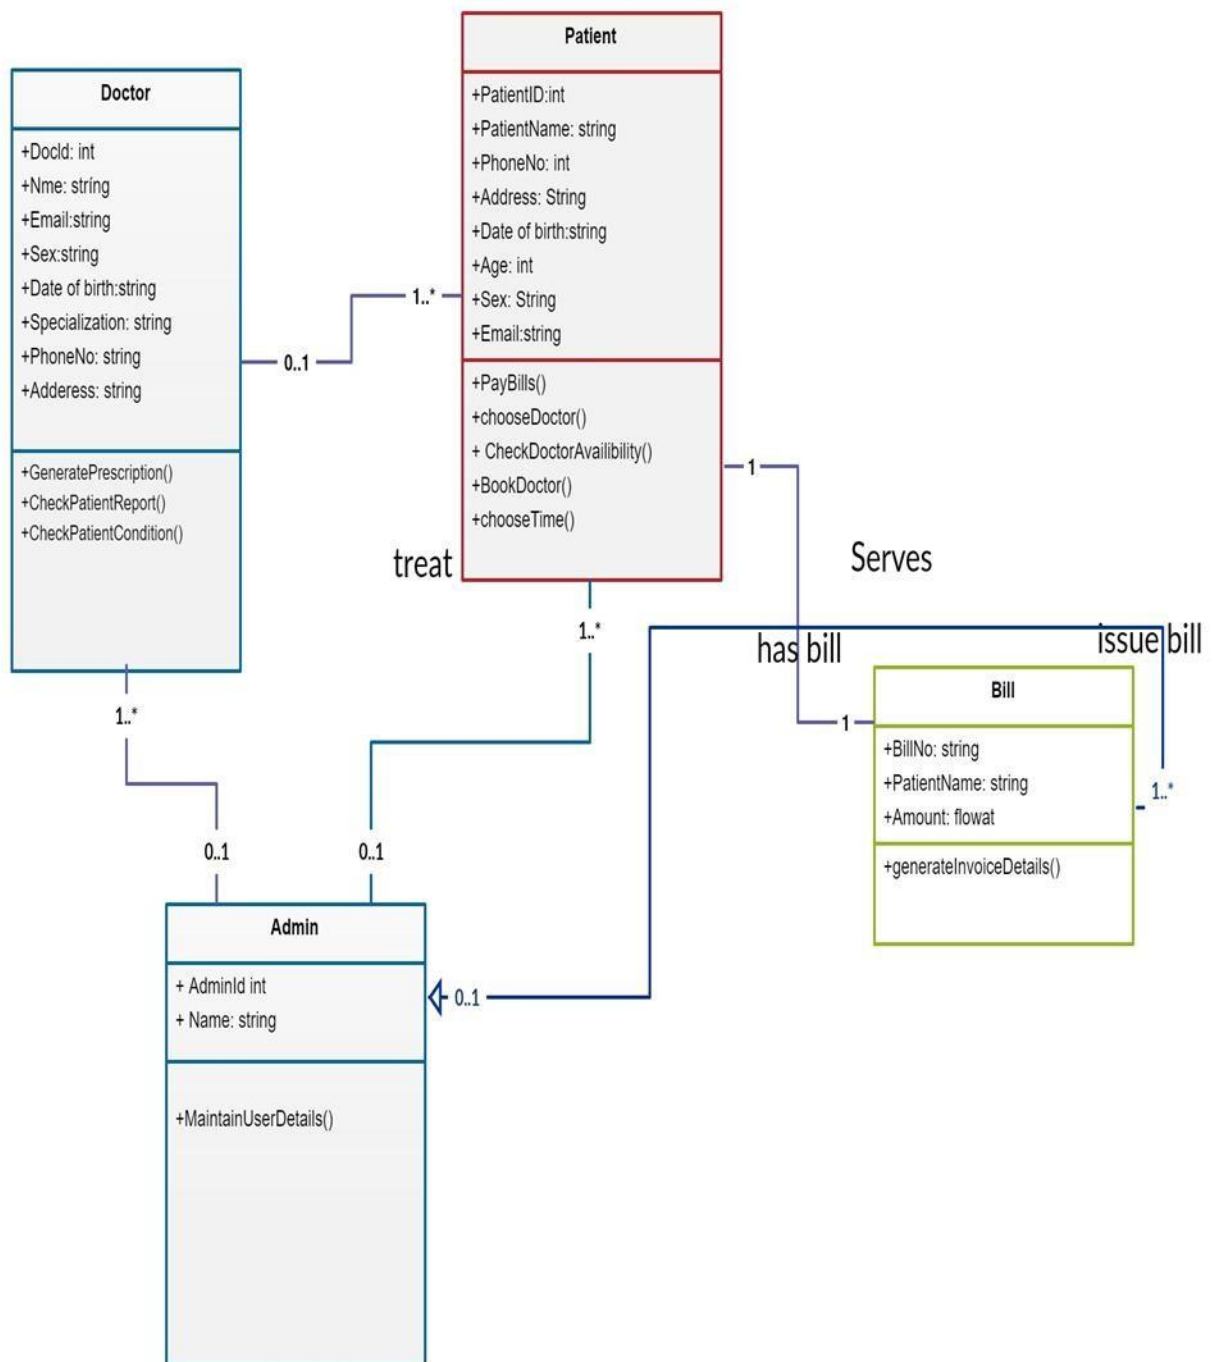 Doctor
+DocId: int
+Nme: stríng
+Email:string
+Sex:string
+Date of birth:string
+Specialization: string
+PhoneNo: string
+Adderess: string
+GeneratePrescription()
+CheckPatientReport()
+CheckPatientCondition()
Patient
+PatientID:int
+PatientName: string
+PhoneNo: int
+Address: String
+Date of birth:string
+Age: int
+Sex: String
+Email:string
+PayBills()
+chooseDoctor()
+ CheckDoctorAvailibility()
+BookDoctor()
+chooseTime()
1..*
0..1
1
treat
Serves
1..*
has bill
issue bill
1..*
1
Bill
+BillNo: string
+PatientName: string
+Amount: flowat
+generateInvoiceDetails()
1..*
0..1
0..1
Admin
+ AdminId int
+ Name: string
+MaintainUserDetails()
0..1